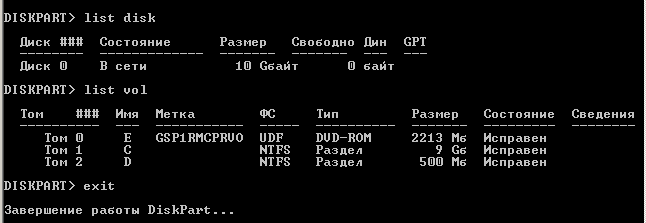 DISKPART> list disk
Диск ### Состояние Размер Свободно Дин GPT
-------- ------------- ------- ------- --- ---
Диск 0 В сети 10 Gбайт 0 байт
DISKPART> list vol
Том ### Имя Метка ФС Тип Размер Состояние Сведения
---------- --- ----------- ----- ---------- ------- --------- --------
Том 0 E GSP1RMCPRVO UDF DVD-ROM 2213 Mб Исправен
Том 1 C NTFS Раздел 9 Gб Исправен
Том 2 D NTFS Раздел 500 Mб Исправен
DISKPART> exit
Завершение работы DiskPart...